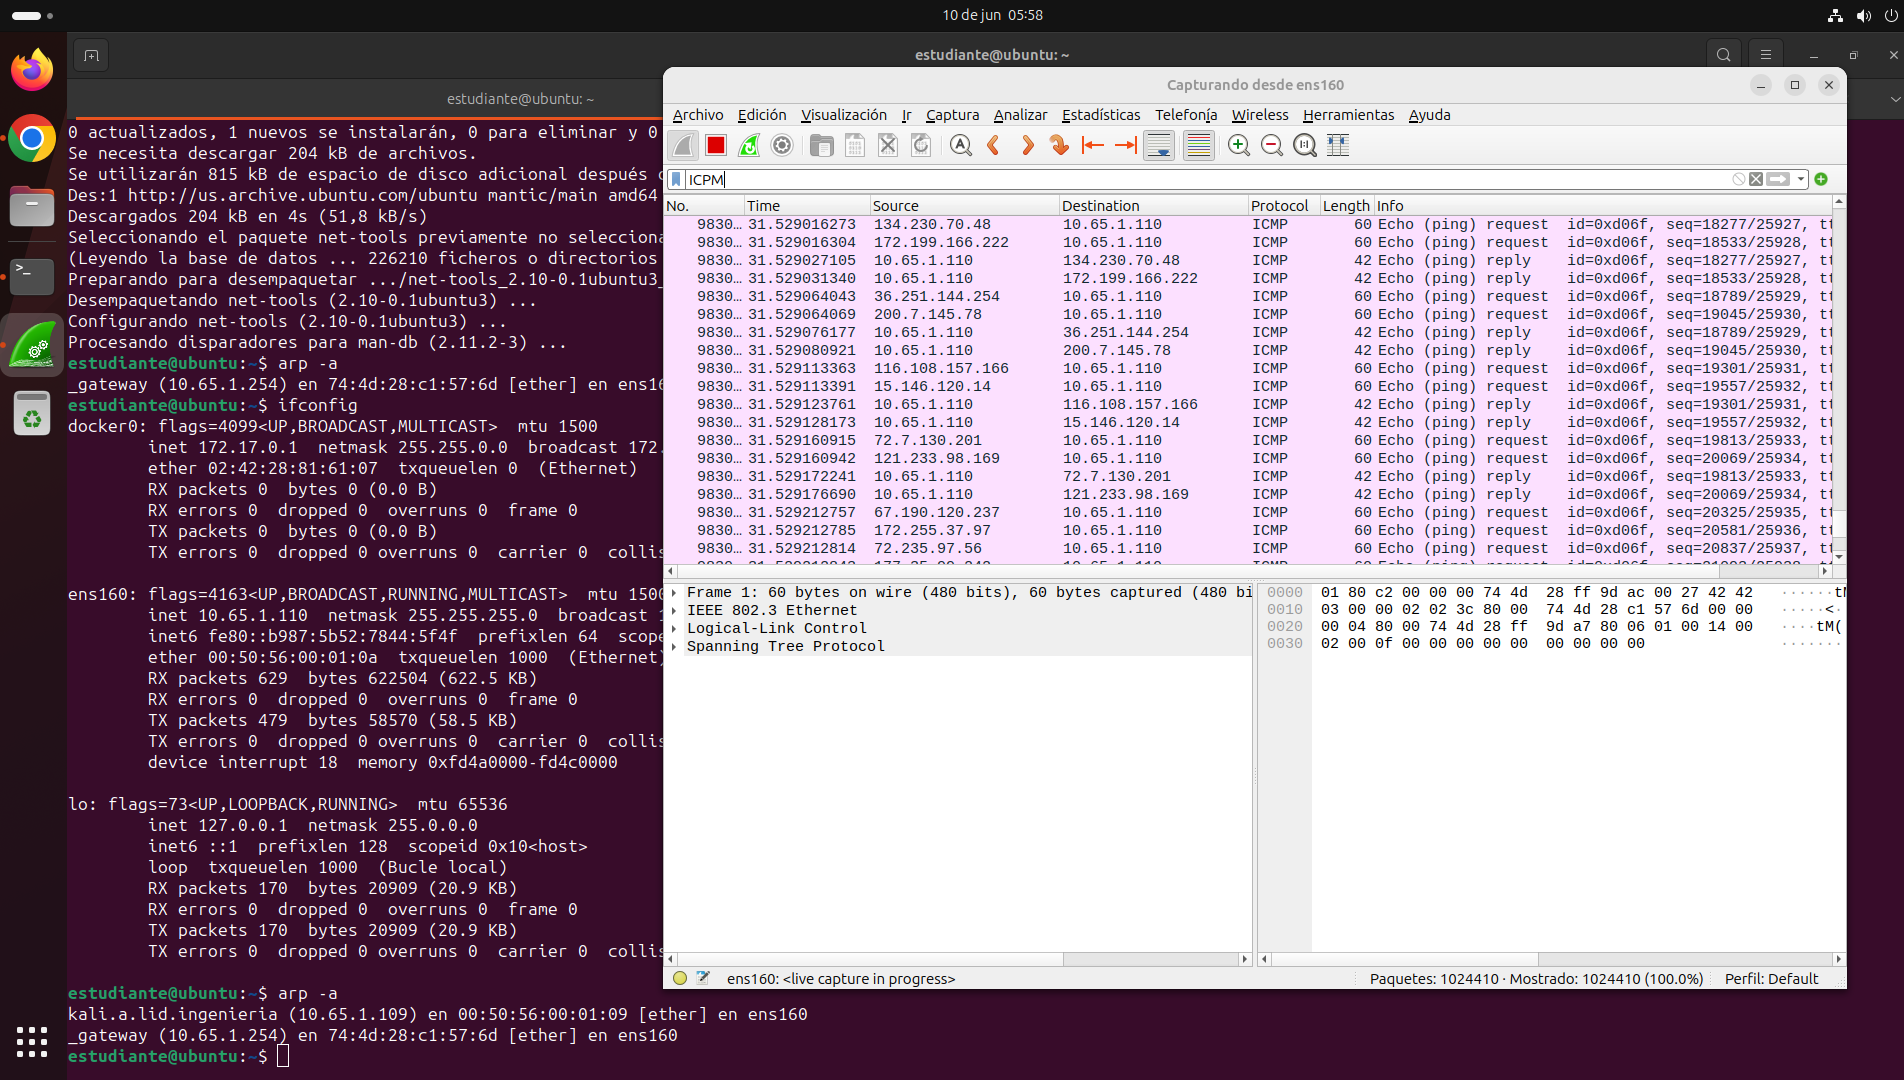 10 de jun  05:58
estudiante@ubuntu: ~
estudiante@ubuntu: ~
0 actualizados, 1 nuevos se instalarán, 0 para eliminar y 0
Se necesita descargar 204 kB de archivos.
Se utilizarán 815 kB de espacio de disco adicional después
Des:1 http://us.archive.ubuntu.com/ubuntu mantic/main amd64
Descargados 204 kB en 4s (51,8 kB/s)
Seleccionando el paquete net-tools previamente no selecciona
(Leyendo la base de datos ... 226210 ficheros o directorios
Preparando para desempaquetar .../net-tools_2.10-0.1ubuntu3_
Desempaquetando net-tools (2.10-0.1ubuntu3) ...
Configurando net-tools (2.10-0.1ubuntu3) ...
Procesando disparadores para man-db (2.11.2-3) ...
estudiante@ubuntu:~$ arp -a
_gateway (10.65.1.254) en 74:4d:28:c1:57:6d [ether] en ens16
estudiante@ubuntu:~$ ifconfig
docker0: flags=4099<UP,BROADCAST,MULTICAST>  mtu 1500
inet 172.17.0.1  netmask 255.255.0.0  broadcast 172.
ether 02:42:28:81:61:07  txqueuelen 0  (Ethernet)
RX packets 0  bytes 0 (0.0 B)
RX errors 0  dropped 0  overruns 0  frame 0
TX packets 0  bytes 0 (0.0 B)
TX errors 0  dropped 0 overruns 0  carrier 0  collis
ens160: flags=4163<UP,BROADCAST,RUNNING,MULTICAST>  mtu 1500
inet 10.65.1.110  netmask 255.255.255.0  broadcast 1
inet6 fe80::b987:5b52:7844:5f4f  prefixlen 64  scope
ether 00:50:56:00:01:0a  txqueuelen 1000  (Ethernet)
RX packets 629  bytes 622504 (622.5 KB)
RX errors 0  dropped 0  overruns 0  frame 0
TX packets 479  bytes 58570 (58.5 KB)
TX errors 0  dropped 0 overruns 0  carrier 0  collis
device interrupt 18  memory 0xfd4a0000-fd4c0000
lo: flags=73<UP,LOOPBACK,RUNNING>  mtu 65536
inet 127.0.0.1  netmask 255.0.0.0
inet6 ::1  prefixlen 128  scopeid 0x10<host>
loop  txqueuelen 1000  (Bucle local)
RX packets 170  bytes 20909 (20.9 KB)
RX errors 0  dropped 0  overruns 0  frame 0
TX packets 170  bytes 20909 (20.9 KB)
TX errors 0  dropped 0 overruns 0  carrier 0  collis
estudiante@ubuntu:~$ arp -a
kali.a.lid.ingenieria (10.65.1.109) en 00:50:56:00:01:09 [ether] en ens160
_gateway (10.65.1.254) en 74:4d:28:c1:57:6d [ether] en ens160
estudiante@ubuntu:~$
Capturando desde ens160
Archivo Edición Visualización Ir Captura Analizar Estadísticas Telefonía Wireless Herramientas Ayuda
ICPM
No. Time Source Destination Protocol Length Info
9830… 31.529016273 134.230.70.48 10.65.1.110 ICMP 60 Echo (ping) request  id=0xd06f, seq=18277/25927, tt
9830… 31.529016304 172.199.166.222 10.65.1.110 ICMP 60 Echo (ping) request  id=0xd06f, seq=18533/25928, tt
9830… 31.529027105 10.65.1.110 134.230.70.48 ICMP 42 Echo (ping) reply    id=0xd06f, seq=18277/25927, tt
9830… 31.529031340 10.65.1.110 172.199.166.222 ICMP 42 Echo (ping) reply    id=0xd06f, seq=18533/25928, tt
9830… 31.529064043 36.251.144.254 10.65.1.110 ICMP 60 Echo (ping) request  id=0xd06f, seq=18789/25929, tt
9830… 31.529064069 200.7.145.78 10.65.1.110 ICMP 60 Echo (ping) request  id=0xd06f, seq=19045/25930, tt
9830… 31.529076177 10.65.1.110 36.251.144.254 ICMP 42 Echo (ping) reply    id=0xd06f, seq=18789/25929, tt
9830… 31.529080921 10.65.1.110 200.7.145.78 ICMP 42 Echo (ping) reply    id=0xd06f, seq=19045/25930, tt
9830… 31.529113363 116.108.157.166 10.65.1.110 ICMP 60 Echo (ping) request  id=0xd06f, seq=19301/25931, tt
9830… 31.529113391 15.146.120.14 10.65.1.110 ICMP 60 Echo (ping) request  id=0xd06f, seq=19557/25932, tt
9830… 31.529123761 10.65.1.110 116.108.157.166 ICMP 42 Echo (ping) reply    id=0xd06f, seq=19301/25931, tt
9830… 31.529128173 10.65.1.110 15.146.120.14 ICMP 42 Echo (ping) reply    id=0xd06f, seq=19557/25932, tt
9830… 31.529160915 72.7.130.201 10.65.1.110 ICMP 60 Echo (ping) request  id=0xd06f, seq=19813/25933, tt
9830… 31.529160942 121.233.98.169 10.65.1.110 ICMP 60 Echo (ping) request  id=0xd06f, seq=20069/25934, tt
9830… 31.529172241 10.65.1.110 72.7.130.201 ICMP 42 Echo (ping) reply    id=0xd06f, seq=19813/25933, tt
9830… 31.529176690 10.65.1.110 121.233.98.169 ICMP 42 Echo (ping) reply    id=0xd06f, seq=20069/25934, tt
9830… 31.529212757 67.190.120.237 10.65.1.110 ICMP 60 Echo (ping) request  id=0xd06f, seq=20325/25935, tt
9830… 31.529212785 172.255.37.97 10.65.1.110 ICMP 60 Echo (ping) request  id=0xd06f, seq=20581/25936, tt
9830… 31.529212814 72.235.97.56 10.65.1.110 ICMP 60 Echo (ping) request  id=0xd06f, seq=20837/25937, tt
Frame 1: 60 bytes on wire (480 bits), 60 bytes captured (480 bi
IEEE 802.3 Ethernet
Logical-Link Control
Spanning Tree Protocol
0000 01 80 c2 00 00 00 74 4d  28 ff 9d ac 00 27 42 42 ······tM
0010 03 00 00 02 02 3c 80 00  74 4d 28 c1 57 6d 00 00 ·····<·
0020 00 04 80 00 74 4d 28 ff  9d a7 80 06 01 00 14 00 ····tM(
0030 02 00 0f 00 00 00 00 00  00 00 00 00 ·······
ens160: <live capture in progress>
Paquetes: 1024410 · Mostrado: 1024410 (100.0%)
Perfil: Default